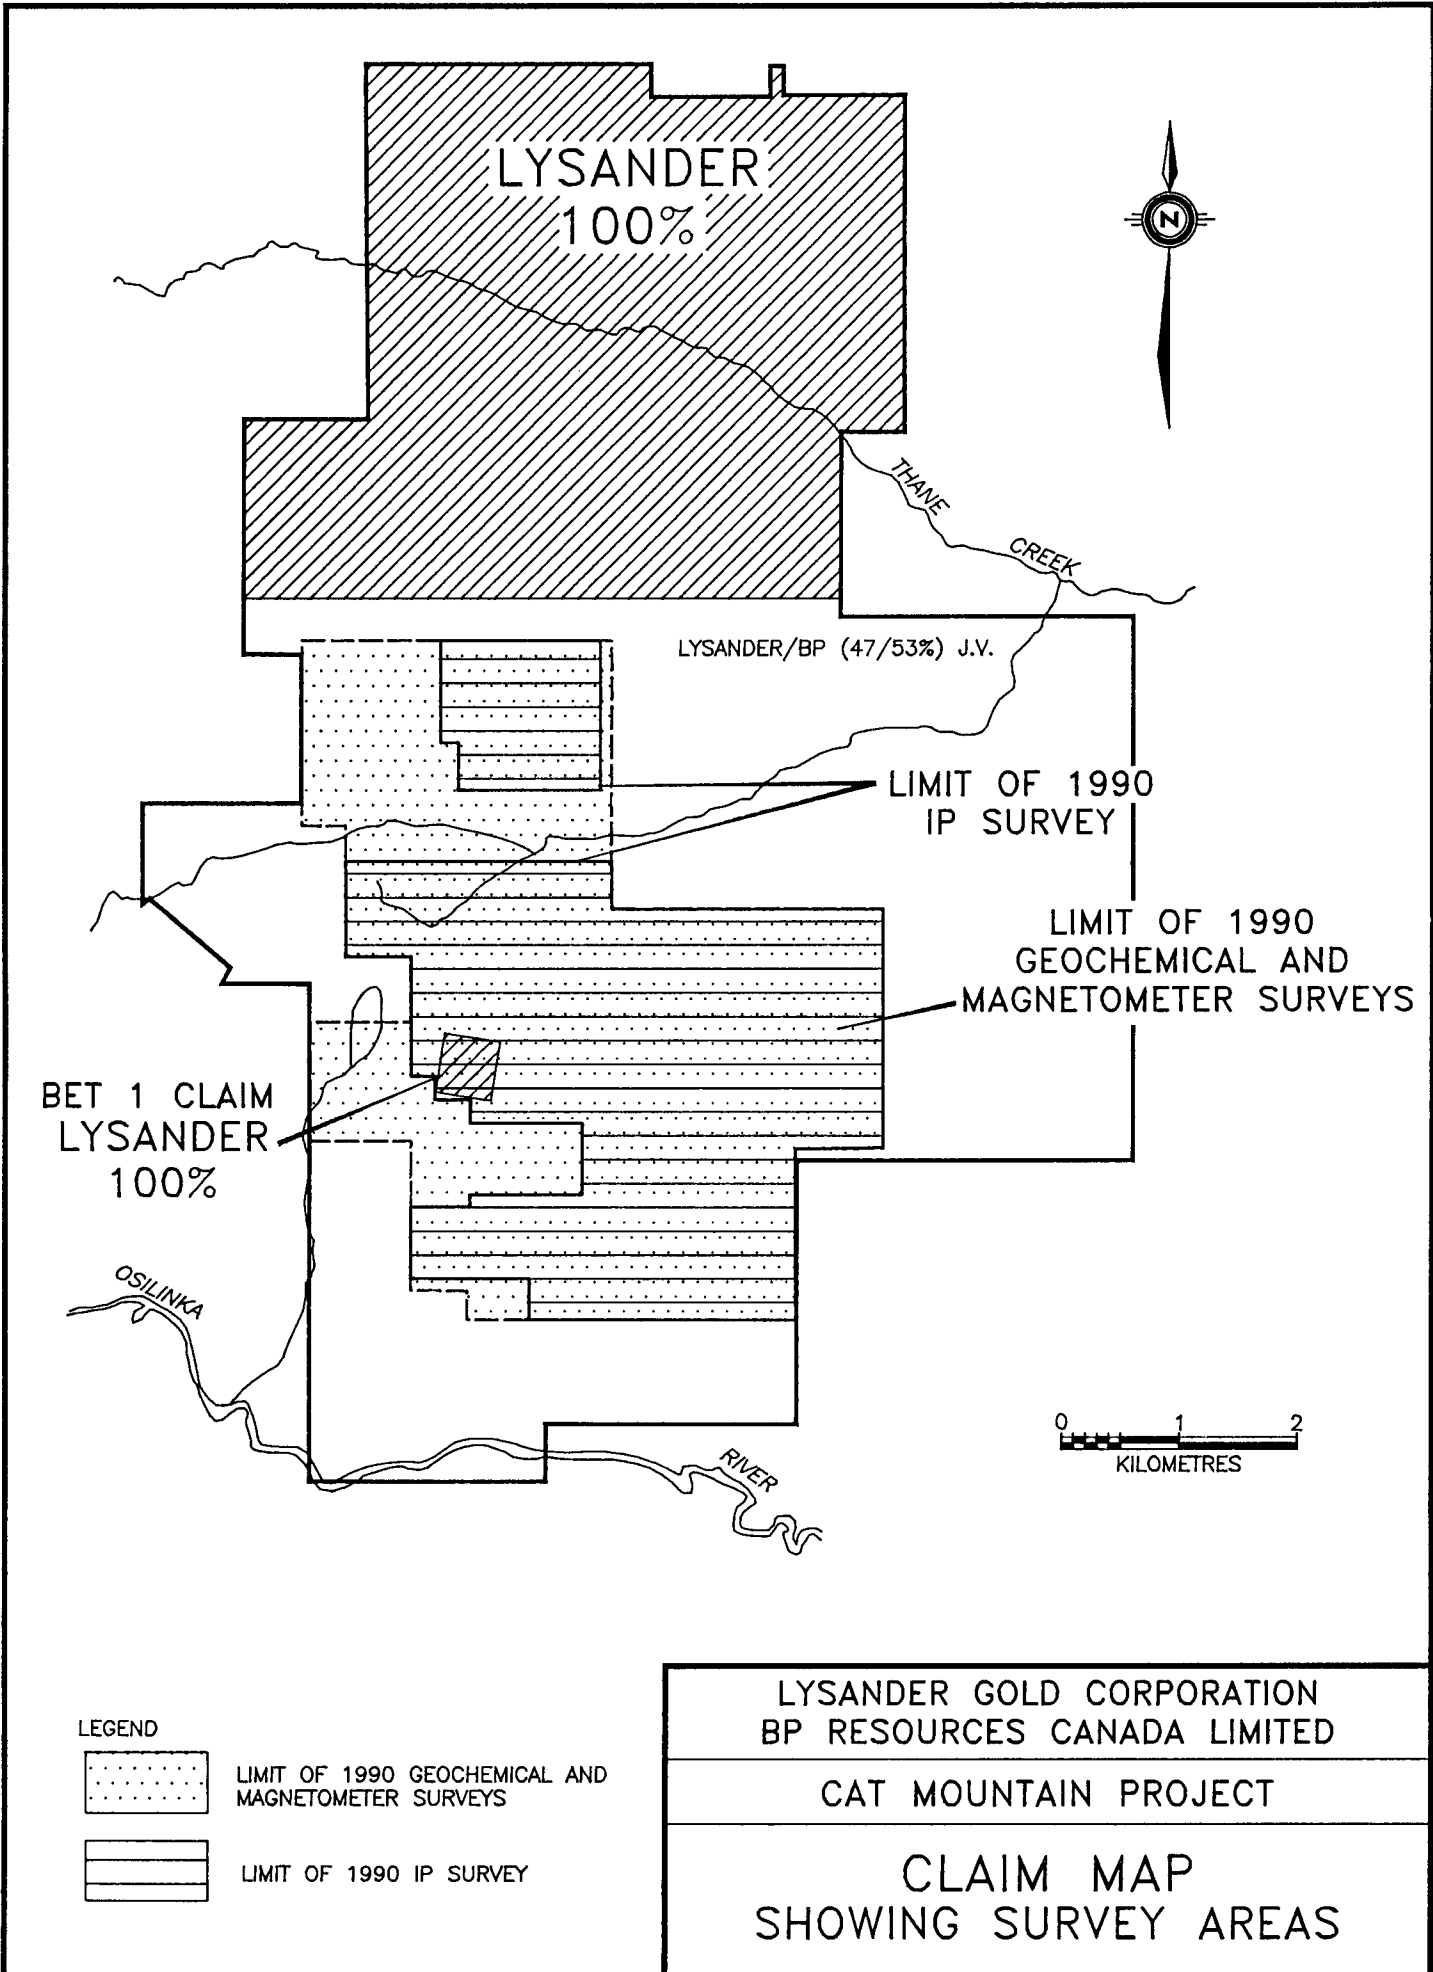 LYSANDER
100%
N
THANE
CREEK
LYSANDER/BP (47/53%) J.V.
LIMIT OF 1990
IP SURVEY
LIMIT OF 1990
GEOCHEMICAL AND
MAGNETOMETER SURVEYS
BET 1 CLAIM
LYSANDER
100%
OSILINKA
RIVER
0 1 2
KILOMETRES
LEGEND
LIMIT OF 1990 GEOCHEMICAL AND
MAGNETOMETER SURVEYS
LIMIT OF 1990 IP SURVEY
LYSANDER GOLD CORPORATION
BP RESOURCES CANADA LIMITED
CAT MOUNTAIN PROJECT
CLAIM MAP
SHOWING SURVEY AREAS